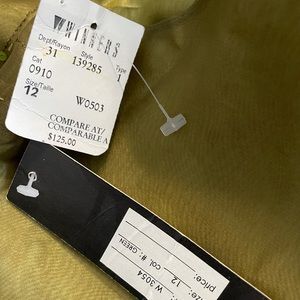 WINNERS
Dept/Rayon Style
31 139285
Cat Type
0910 1
Size/Taille
12 W0503
COMPARE AT/
COMPARABLE A
$125.00
W 3054
COL. #: GREEN
12
price: